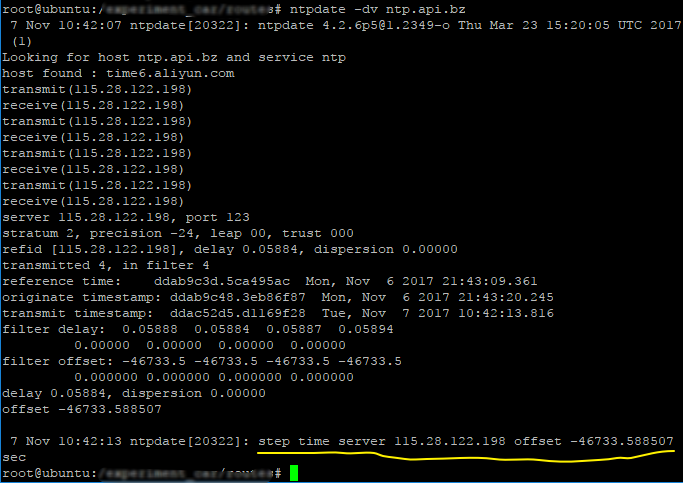 root@ubuntu:/experiment_car/routes# ntpdate -dv ntp.api.bz
 7 Nov 10:42:07 ntpdate[20322]: ntpdate 4.2.6p5@1.2349-o Thu Mar 23 15:20:05 UTC 2017
 (1)
Looking for host ntp.api.bz and service ntp
host found : time6.aliyun.com
transmit(115.28.122.198)
receive(115.28.122.198)
transmit(115.28.122.198)
receive(115.28.122.198)
transmit(115.28.122.198)
receive(115.28.122.198)
transmit(115.28.122.198)
receive(115.28.122.198)
server 115.28.122.198, port 123
stratum 2, precision -24, leap 00, trust 000
refid [115.28.122.198], delay 0.05884, dispersion 0.00000
transmitted 4, in filter 4
reference time:    ddab9c3d.5ca495ac  Mon, Nov  6 2017 21:43:09.361
originate timestamp: ddab9c48.3eb86f87  Mon, Nov  6 2017 21:43:20.245
transmit timestamp:  ddac52d5.d1169f28  Tue, Nov  7 2017 10:42:13.816
filter delay:  0.05888  0.05884  0.05887  0.05894
         0.00000  0.00000  0.00000  0.00000
filter offset: -46733.5 -46733.5 -46733.5 -46733.5
         0.000000 0.000000 0.000000 0.000000
delay 0.05884, dispersion 0.00000
offset -46733.588507
 7 Nov 10:42:13 ntpdate[20322]: step time server 115.28.122.198 offset -46733.588507
sec
root@ubuntu:/experiment_car/routes#